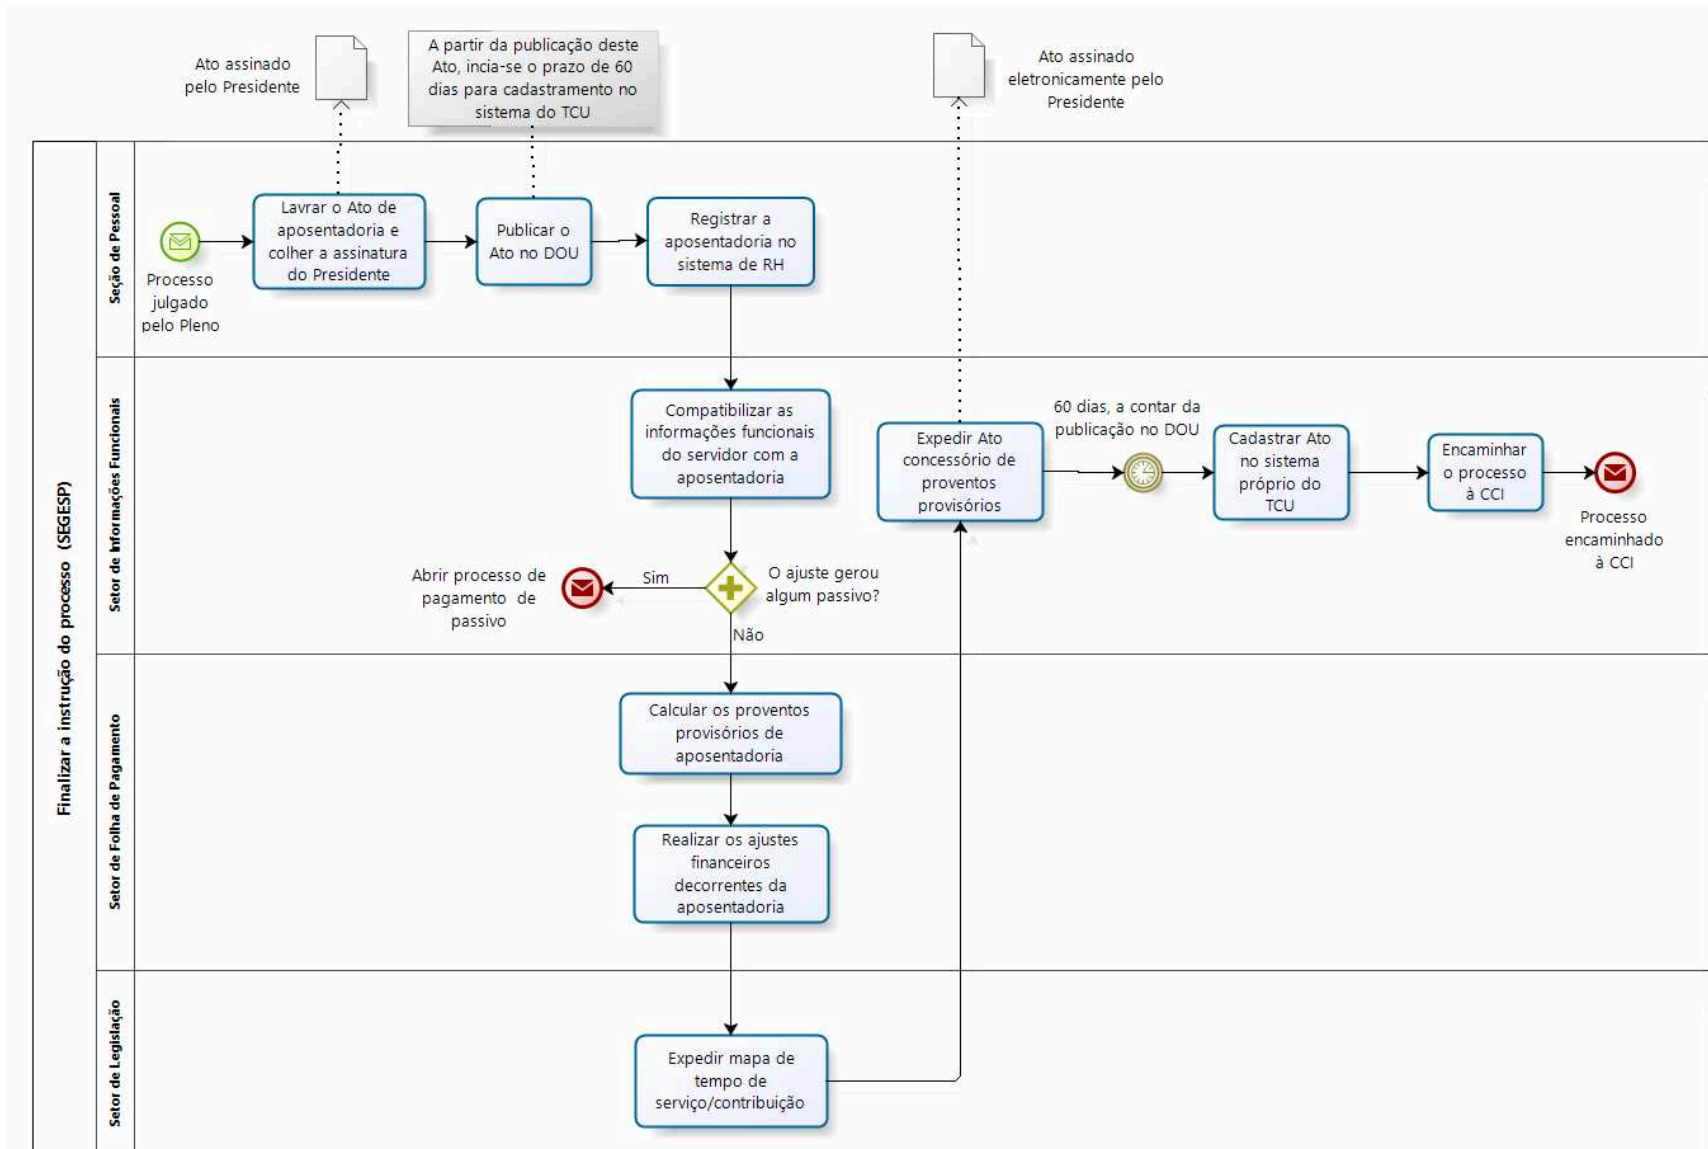 Ato assinado
pelo Presidente
A partir da publicação deste
Ato, incia-se o prazo de 60
dias para cadastramento no
sistema do TCU
Ato assinado
eletronicamente pelo
Presidente
Finalizar a instrução do processo (SEGESP)
Seção de Pessoal
Processo
julgado
pelo Pleno
Lavrar o Ato de
aposentadoria e
colher a assinatura
do Presidente
Publicar o
Ato no DOU
Registrar a
aposentadoria no
sistema de RH
Setor de Informações Funcionais
Compatibilizar as
informações funcionais
do servidor com a
aposentadoria
O ajuste gerou
algum passivo?
Sim
Abrir processo de
pagamento de
passivo
Não
Expedir Ato
concessório de
proventos
provisórios
60 dias, a contar da
publicação no DOU
Cadastrar Ato
no sistema
próprio do
TCU
Encaminhar
o processo
à CCI
Processo
encaminhado
à CCI
Setor de Folha de Pagamento
Calcular os proventos
provisórios de
aposentadoria
Realizar os ajustes
financeiros
decorrentes da
aposentadoria
Setor de Legislação
Expedir mapa de
tempo de
serviço/contribuição